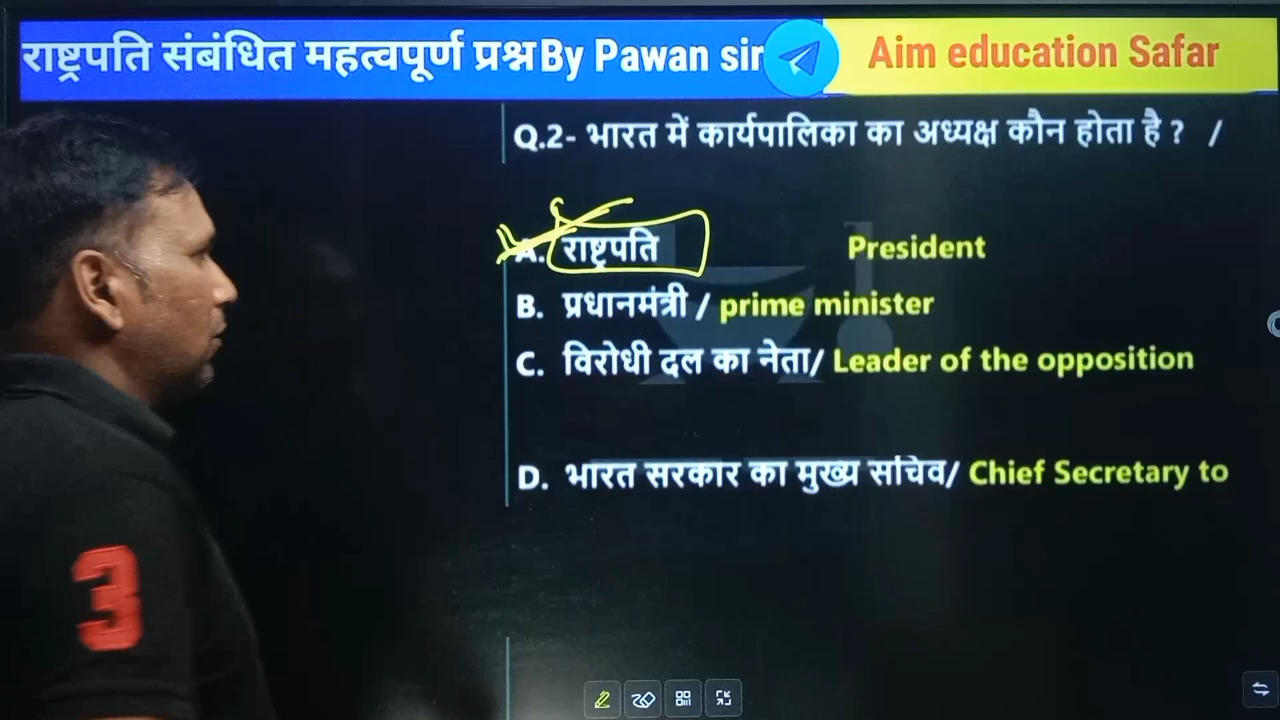 राष्ट्रपति संबंधित महत्वपूर्ण प्रश्न By Pawan sir Aim education Safar
Q.2- भारत में कार्यपालिका का अध्यक्ष कौन होता है ? /
A. राष्ट्रपति President
B. प्रधानमंत्री / prime minister
C. विरोधी दल का नेता/ Leader of the opposition
D. भारत सरकार का मुख्य सचिव/ Chief Secretary to
3